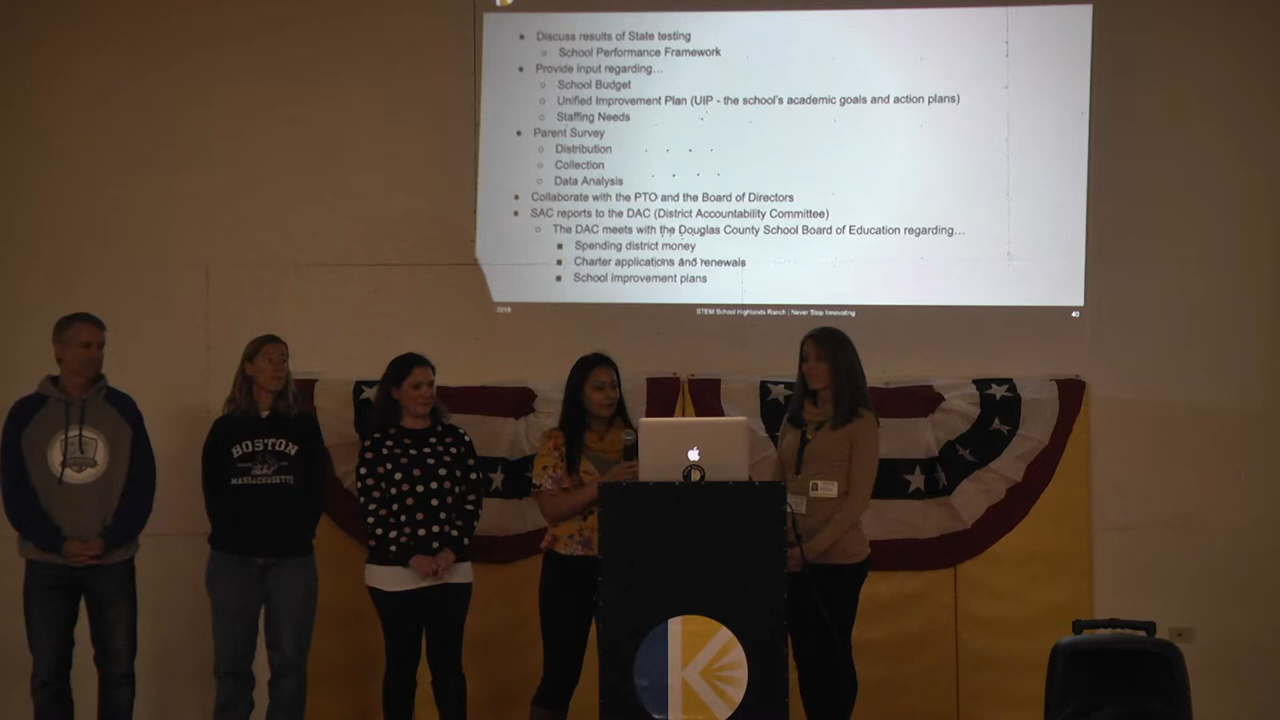 ● Discuss results of State testing
○ School Performance Framework
● Provide input regarding...
○ School Budget
○ Unified Improvement Plan (UIP - the school's academic goals and action plans)
○ Staffing Needs
● Parent Survey
○ Distribution
○ Collection
○ Data Analysis
● Collaborate with the PTO and the Board of Directors
● SAC reports to the DAC (District Accountability Committee)
○ The DAC meets with the Douglas County School Board of Education regarding...
■ Spending district money
■ Charter applications and renewals
■ School improvement plans
2019 STEM School Highlands Ranch | Never Stop Innovating 40
BOSTON
MASSACHUSETTS
K